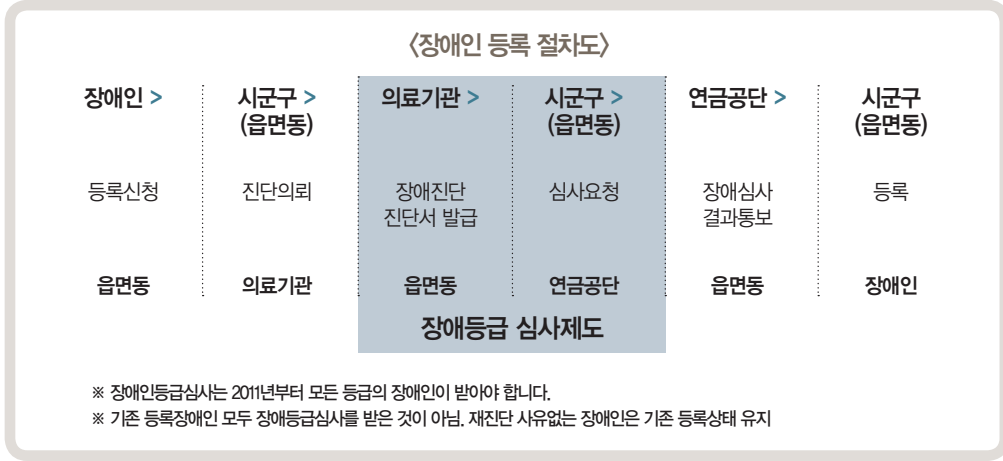 〈장애인 등록 절차도〉
장애인 > 시군구 > 의료기관 > 시군구 > 연금공단 > 시군구
(읍면동) (읍면동) (읍면동)
등록신청 진단의뢰 장애진단 심사요청 장애심사 등록
진단서 발급 결과통보
읍면동 의료기관 읍면동 연금공단 읍면동 장애인
장애등급 심사제도
※ 장애인등급심사는 2011년부터 모든 등급의 장애인이 받아야 합니다.
※ 기존 등록장애인 모두 장애등급심사를 받은 것이 아님. 재진단 사유없는 장애인은 기존 등록상태 유지